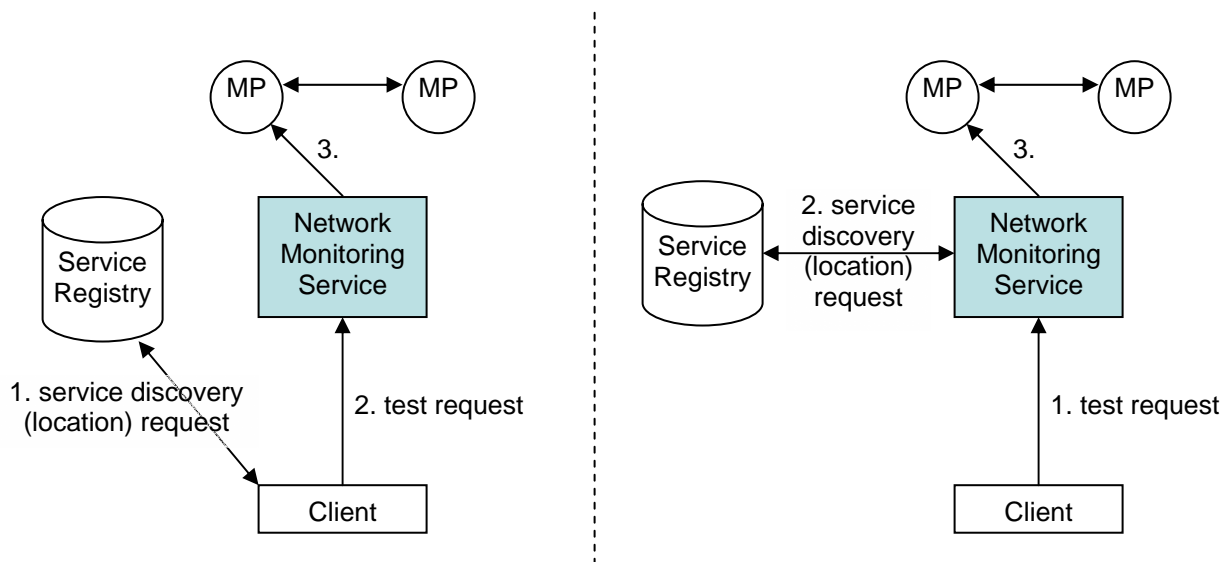 MP
MP
3.
Network
Monitoring
Service
Service
Registry
1. service discovery
(location) request
2. test request
Client
MP
MP
3.
2. service
discovery
(location)
request
Network
Monitoring
Service
Service
Registry
1. test request
Client